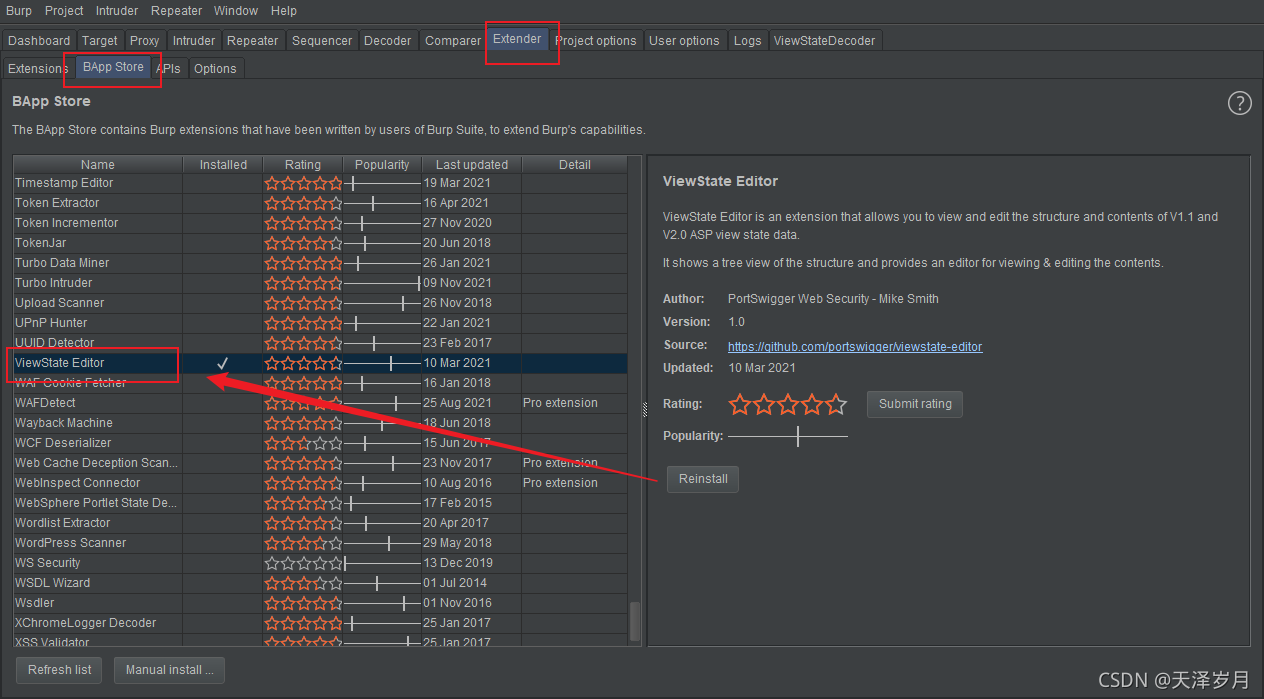 Burp Project Intruder Repeater Window Help
Dashboard Target Proxy Intruder Repeater Sequencer Decoder Comparer Extender Project options User options Logs ViewStateDecoder
Extensions BApp Store APIs Options
BApp Store
The BApp Store contains Burp extensions that have been written by users of Burp Suite, to extend Burp's capabilities.
Name Installed Rating Popularity Last updated Detail
Timestamp Editor 19 Mar 2021
Token Extractor 16 Apr 2021
Token Incrementor 27 Nov 2020
TokenJar 20 Jun 2018
Turbo Data Miner 26 Jan 2021
Turbo Intruder 09 Nov 2021
Upload Scanner 26 Nov 2018
UPnP Hunter 22 Jan 2021
UUID Detector 23 Feb 2017
ViewState Editor 10 Mar 2021
WAF Cookie Fetcher 16 Jan 2018
WAFDetect 25 Aug 2021 Pro extension
Wayback Machine 18 Jun 2018
WCF Deserializer 15 Jun 2017
Web Cache Deception Scan... 23 Nov 2017 Pro extension
WebInspect Connector 10 Aug 2016 Pro extension
WebSphere Portlet State De... 17 Feb 2015
Wordlist Extractor 20 Apr 2017
WordPress Scanner 29 May 2018
WS Security 13 Dec 2019
WSDL Wizard 01 Jul 2014
Wsdler 01 Nov 2016
XChromeLogger Decoder 25 Jan 2017
XSS Validator 25 Jan 2017
Refresh list Manual install ...
ViewState Editor
ViewState Editor is an extension that allows you to view and edit the structure and contents of V1.1 and
V2.0 ASP view state data.
It shows a tree view of the structure and provides an editor for viewing & editing the contents.
Author: PortSwigger Web Security - Mike Smith
Version: 1.0
Source: https://github.com/portswigger/viewstate-editor
Updated: 10 Mar 2021
Rating: Submit rating
Popularity:
Reinstall
CSDN @天泽岁月